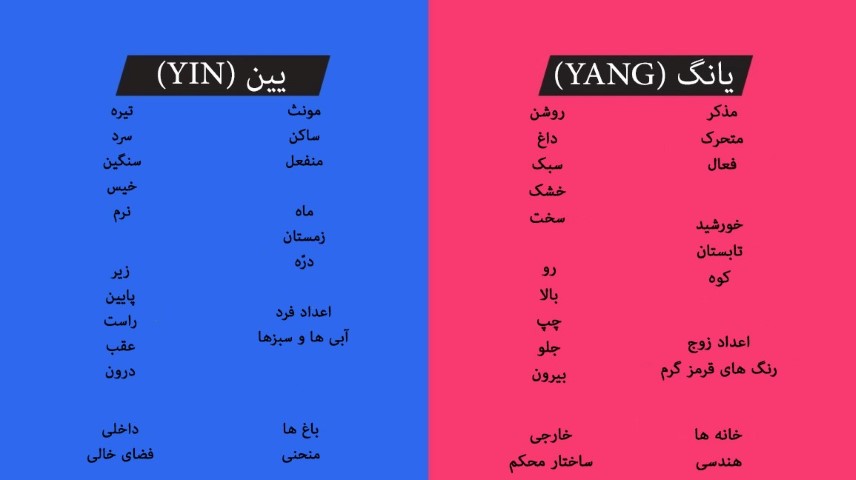 یانگ (YANG)
مذکر
متحرک
فعال
خورشید
تابستان
کوه
اعداد زوج
رنگ های قرمز گرم
خانه ها
هندسی
روشن
داغ
سبک
خشک
سخت
رو
بالا
چپ
جلو
بیرون
خارجی
ساختار محکم
یین (YIN)
مونث
ساکن
منفعل
ماه
زمستان
درّه
اعداد فرد
آبی ها و سبزها
باغ ها
منحنی
تیره
سرد
سنگین
خیس
نرم
زیر
پایین
راست
عقب
درون
داخلی
فضای خالی